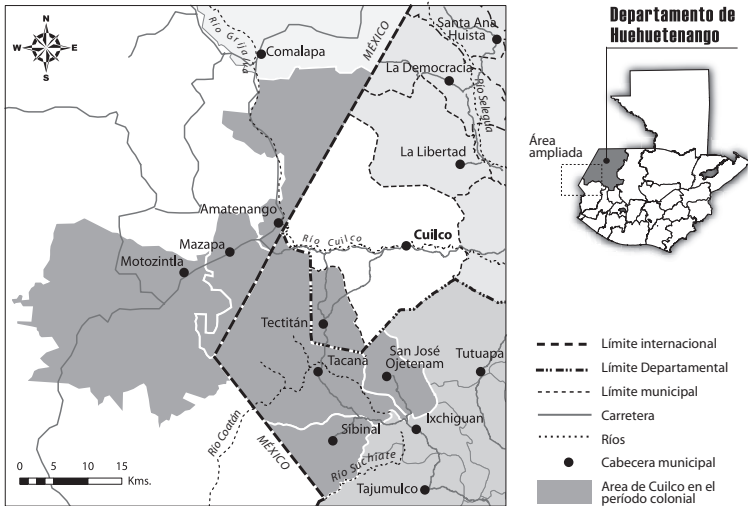 N
W
E
S
Río Grijalva
Comalapa
MÉXICO
Santa Ana
Huista
La Democracia
Río Selegua
La Libertad
Amatenango
Río Cuilco
Cuilco
Mazapa
Motozintla
Tectitán
Tacaná
San José
Ojetenam
Tutuapa
Río Coatán
MÉXICO
Sibinal
Ixchiguan
Río Suchiate
Tajumulco
0 5 10 15
Kms.
Departamento de
Huehuetenango
Área
ampliada
Límite internacional
Límite Departamental
Límite municipal
Carretera
Ríos
Cabecera municipal
Area de Cuilco en el
período colonial